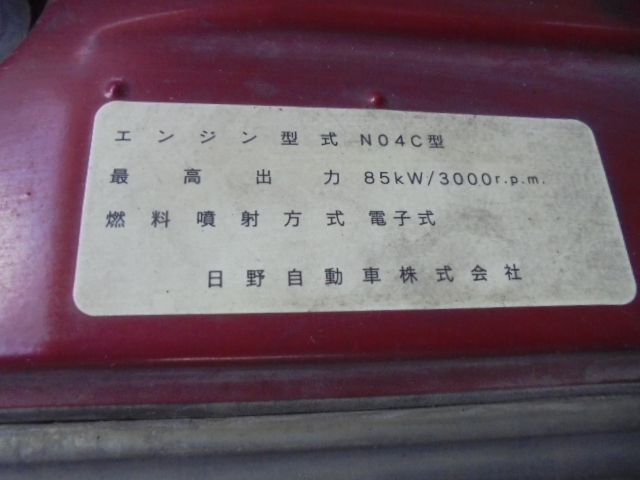 エンジン型式 N04C型
最高出力 85kW/3000r.p.m.
燃料噴射方式 電子式
日野自動車株式会社